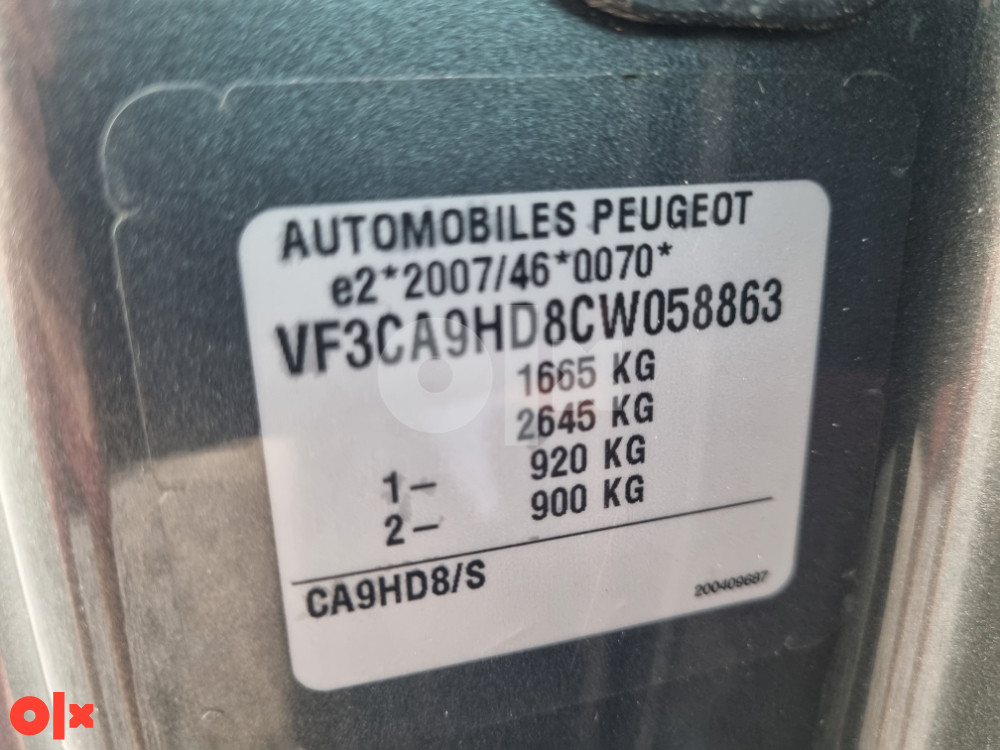 AUTOMOBILES PEUGEOT
e2*2007/46*0070*
VF3CA9HD8CW058863
1665 KG
2645 KG
1- 920 KG
2- 900 KG
CA9HD8/S
200409687
olx